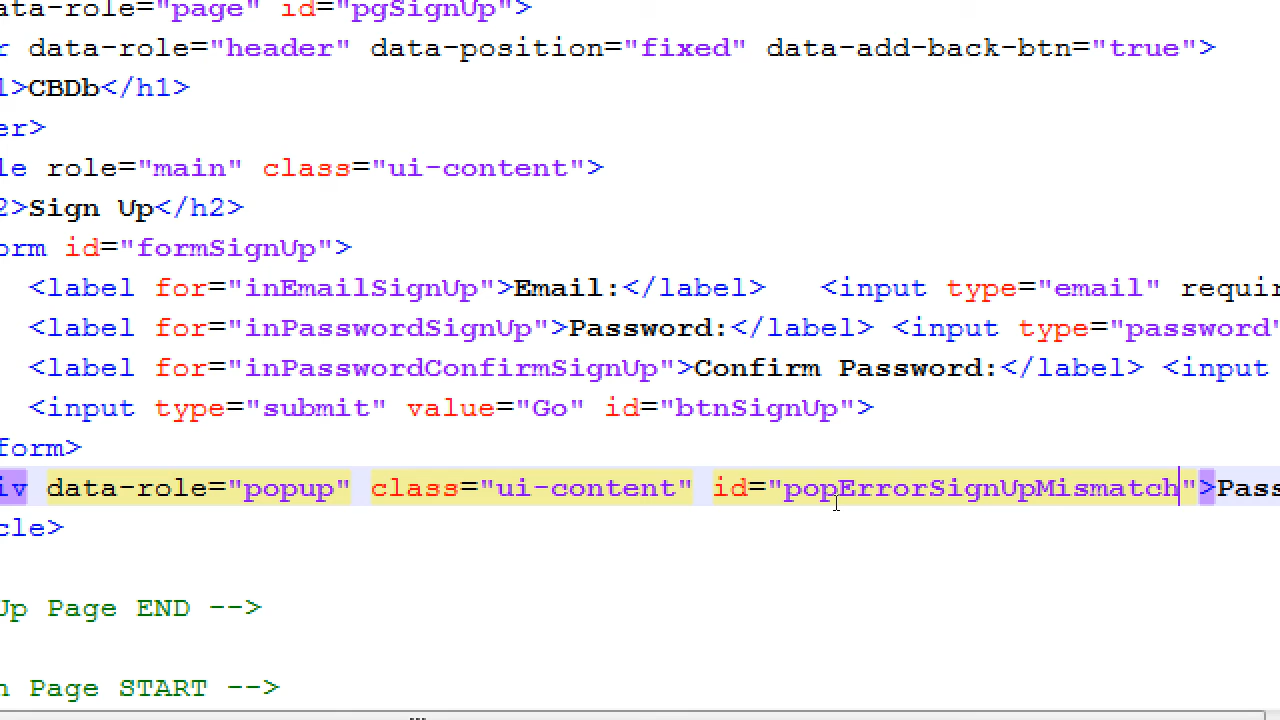 ata-role="page" id="pgSignUp">
r data-role="header" data-position="fixed" data-add-back-btn="true">
1>CBDb</h1>
er>
le role="main" class="ui-content">
2>Sign Up</h2>
orm id="formSignUp">
<label for="inEmailSignUp">Email:</label> <input type="email" requir
<label for="inPasswordSignUp">Password:</label> <input type="password"
<label for="inPasswordConfirmSignUp">Confirm Password:</label> <input
<input type="submit" value="Go" id="btnSignUp">
form>
iv data-role="popup" class="ui-content" id="popErrorSignUpMismatch">Pass
cle>
Up Page END -->
n Page START -->